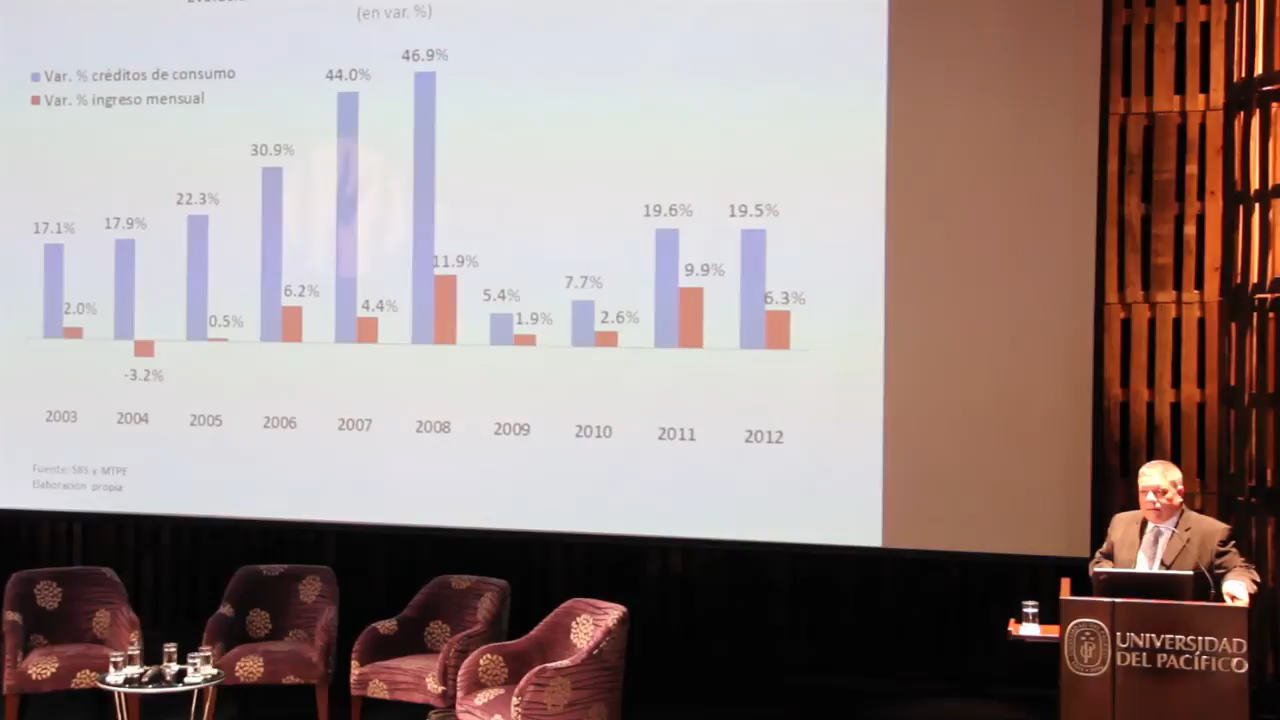 (en var. %)
Var. % créditos de consumo
Var. % ingreso mensual
17.1%
2.0%
17.9%
-3.2%
22.3%
0.5%
30.9%
6.2%
44.0%
4.4%
46.9%
11.9%
5.4%
1.9%
7.7%
2.6%
19.6%
9.9%
19.5%
6.3%
2003 2004 2005 2006 2007 2008 2009 2010 2011 2012
Fuente: SBS y MTPE
Elaboración propia
UNIVERSIDAD
DEL PACÍFICO